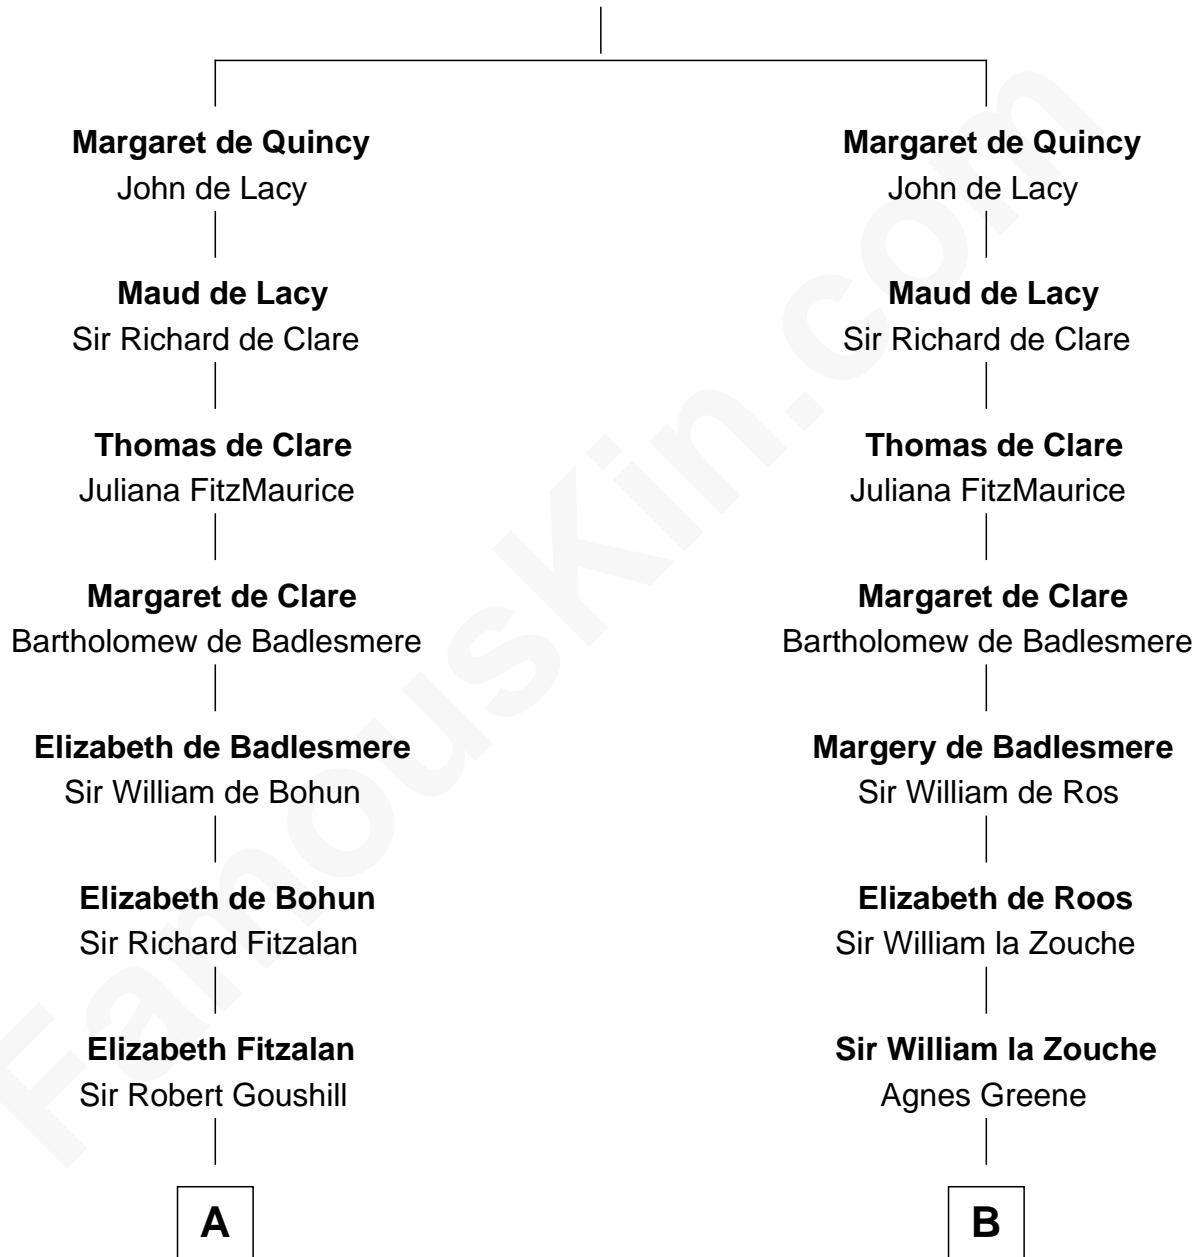 Margaret de Quincy
John de Lacy
Maud de Lacy
Sir Richard de Clare
Thomas de Clare
Juliana FitzMaurice
Margaret de Clare
Bartholomew de Badlesmere
Elizabeth de Badlesmere
Sir William de Bohun
Elizabeth de Bohun
Sir Richard Fitzalan
Elizabeth Fitzalan
Sir Robert Goushill
A
Margaret de Quincy
John de Lacy
Maud de Lacy
Sir Richard de Clare
Thomas de Clare
Juliana FitzMaurice
Margaret de Clare
Bartholomew de Badlesmere
Margery de Badlesmere
Sir William de Ros
Elizabeth de Roos
Sir William la Zouche
Sir William la Zouche
Agnes Greene
B
FamousKin.com